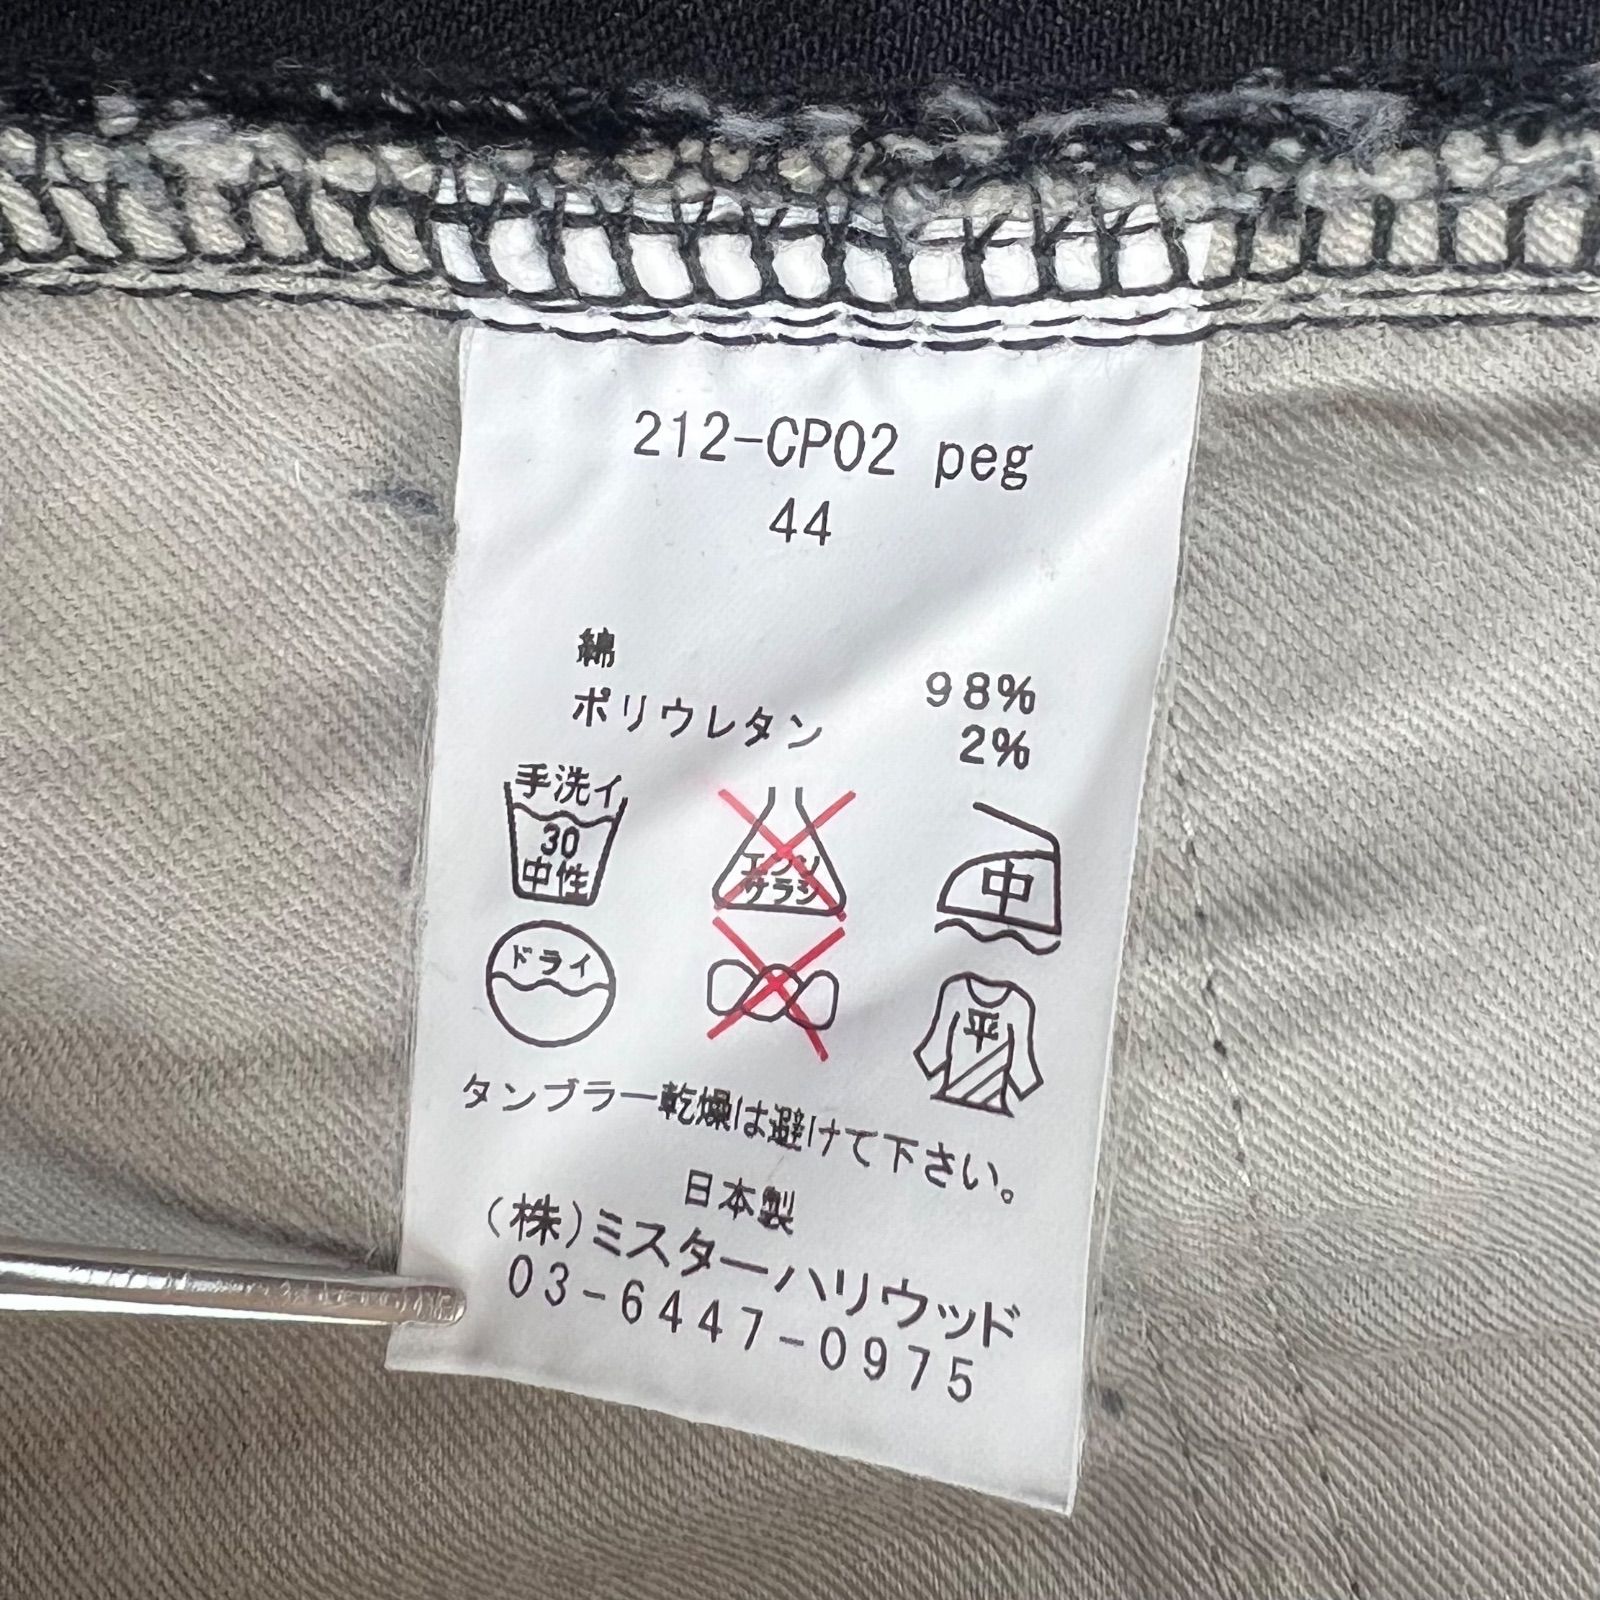 212-CP02 peg
44
綿 98%
ポリウレタン 2%
手洗イ
30
中性
エンソ
サラシ
中
ドライ
平
タンブラー乾燥は避けて下さい。
日本製
(株)ミスターハリウッド
03-6447-0975